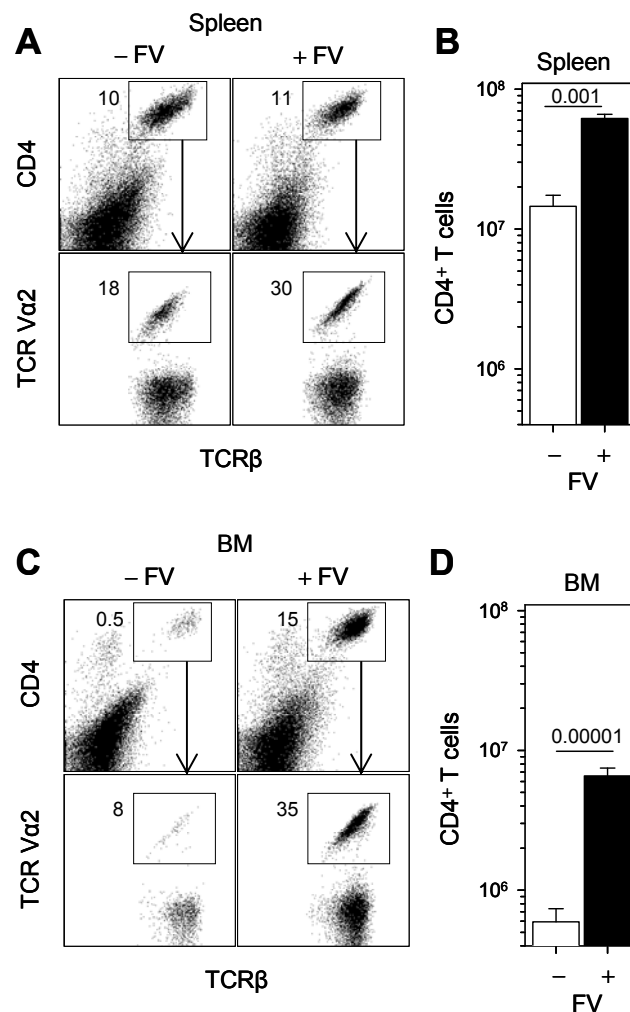 A
Spleen
– FV
+ FV
10
11
CD4
18
30
TCR Vα2
TCRβ
B
Spleen
0.001
10⁸
10⁷
10⁶
CD4⁺ T cells
– +
FV
C
BM
– FV
+ FV
0.5
15
CD4
8
35
TCR Vα2
TCRβ
D
BM
0.00001
10⁸
10⁷
10⁶
CD4⁺ T cells
– +
FV